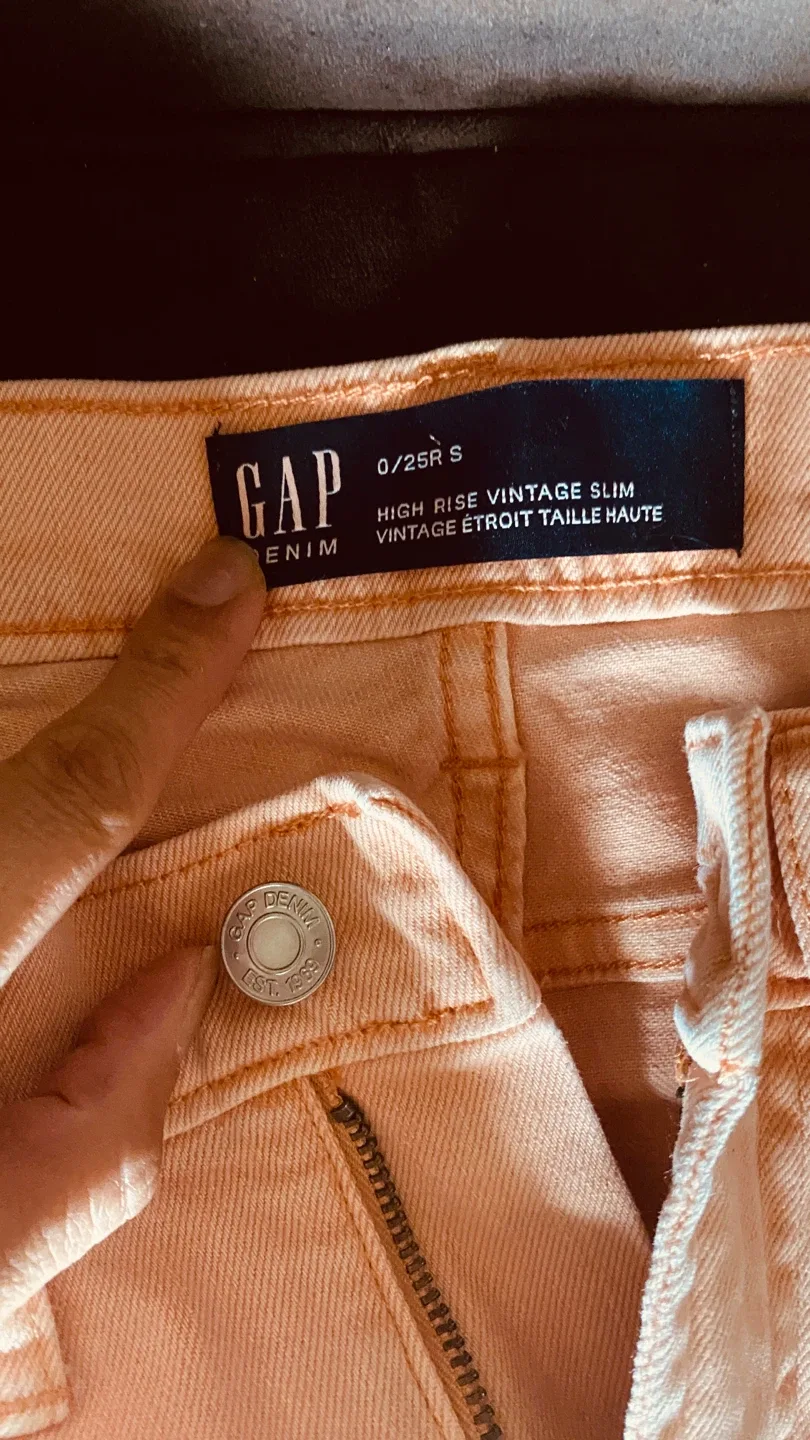 GAP
DENIM
0/25R S
HIGH RISE VINTAGE SLIM
VINTAGE ÉTROIT TAILLE HAUTE
GAP DENIM
EST. 1969